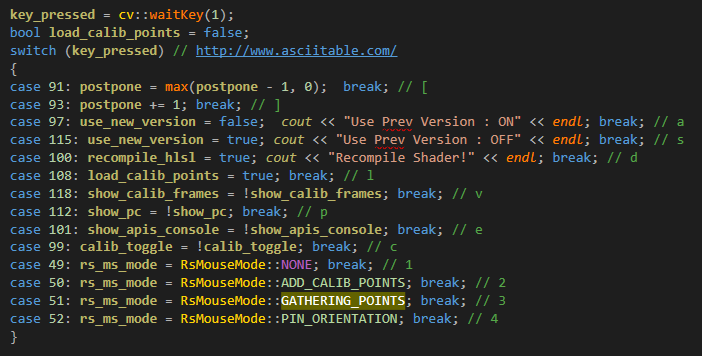 key_pressed = cv::waitKey(1);
bool load_calib_points = false;
switch (key_pressed) // http://www.asciitable.com/
{
case 91: postpone = max(postpone - 1, 0);  break; // [
case 93: postpone += 1; break; // ]
case 97: use_new_version = false;  cout << "Use Prev Version : ON" << endl; break; // a
case 115: use_new_version = true; cout << "Use Prev Version : OFF" << endl; break; // s
case 100: recompile_hlsl = true; cout << "Recompile Shader!" << endl; break; // d
case 108: load_calib_points = true; break; // l
case 118: show_calib_frames = !show_calib_frames; break; // v
case 112: show_pc = !show_pc; break; // p
case 101: show_apis_console = !show_apis_console; break; // e
case 99: calib_toggle = !calib_toggle; break; // c
case 49: rs_ms_mode = RsMouseMode::NONE; break; // 1
case 50: rs_ms_mode = RsMouseMode::ADD_CALIB_POINTS; break; // 2
case 51: rs_ms_mode = RsMouseMode::GATHERING_POINTS; break; // 3
case 52: rs_ms_mode = RsMouseMode::PIN_ORIENTATION; break; // 4
}